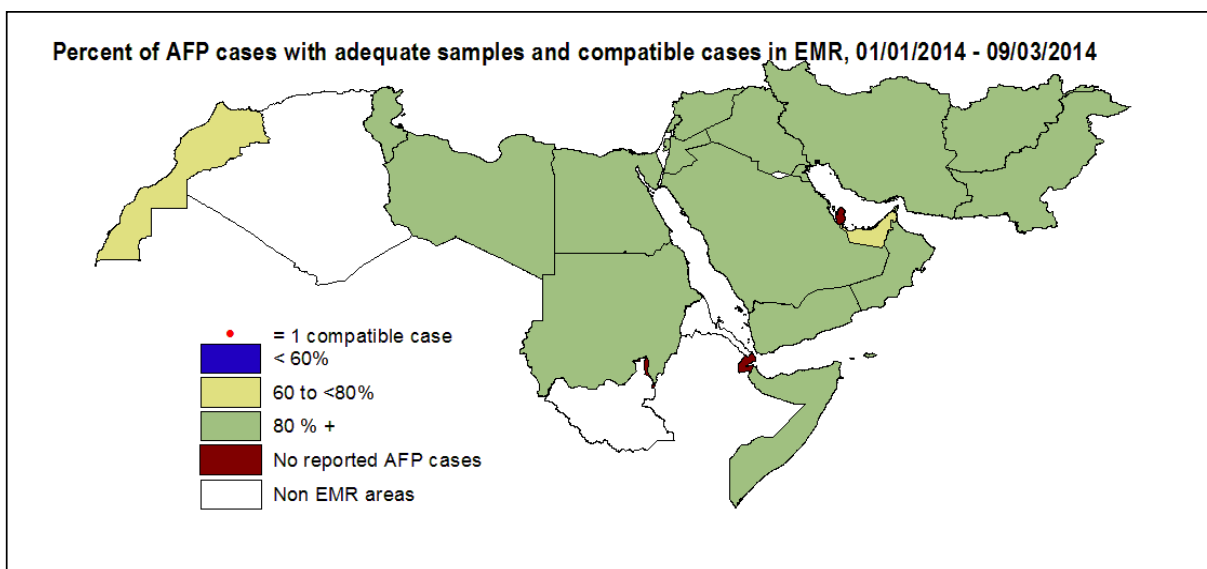 Percent of AFP cases with adequate samples and compatible cases in EMR, 01/01/2014 - 09/03/2014
= 1 compatible case
< 60%
60 to <80%
80 % +
No reported AFP cases
Non EMR areas